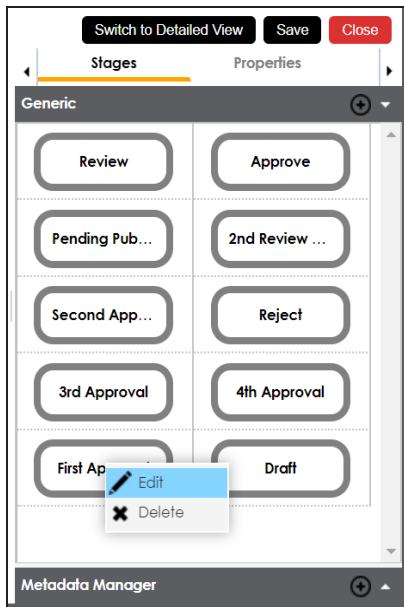 Switch to Detailed View Save Close
Stages Properties
Generic
Review Approve
Pending Pub... 2nd Review ...
Second App... Reject
3rd Approval 4th Approval
First Ap Draft
Edit
Delete
Metadata Manager